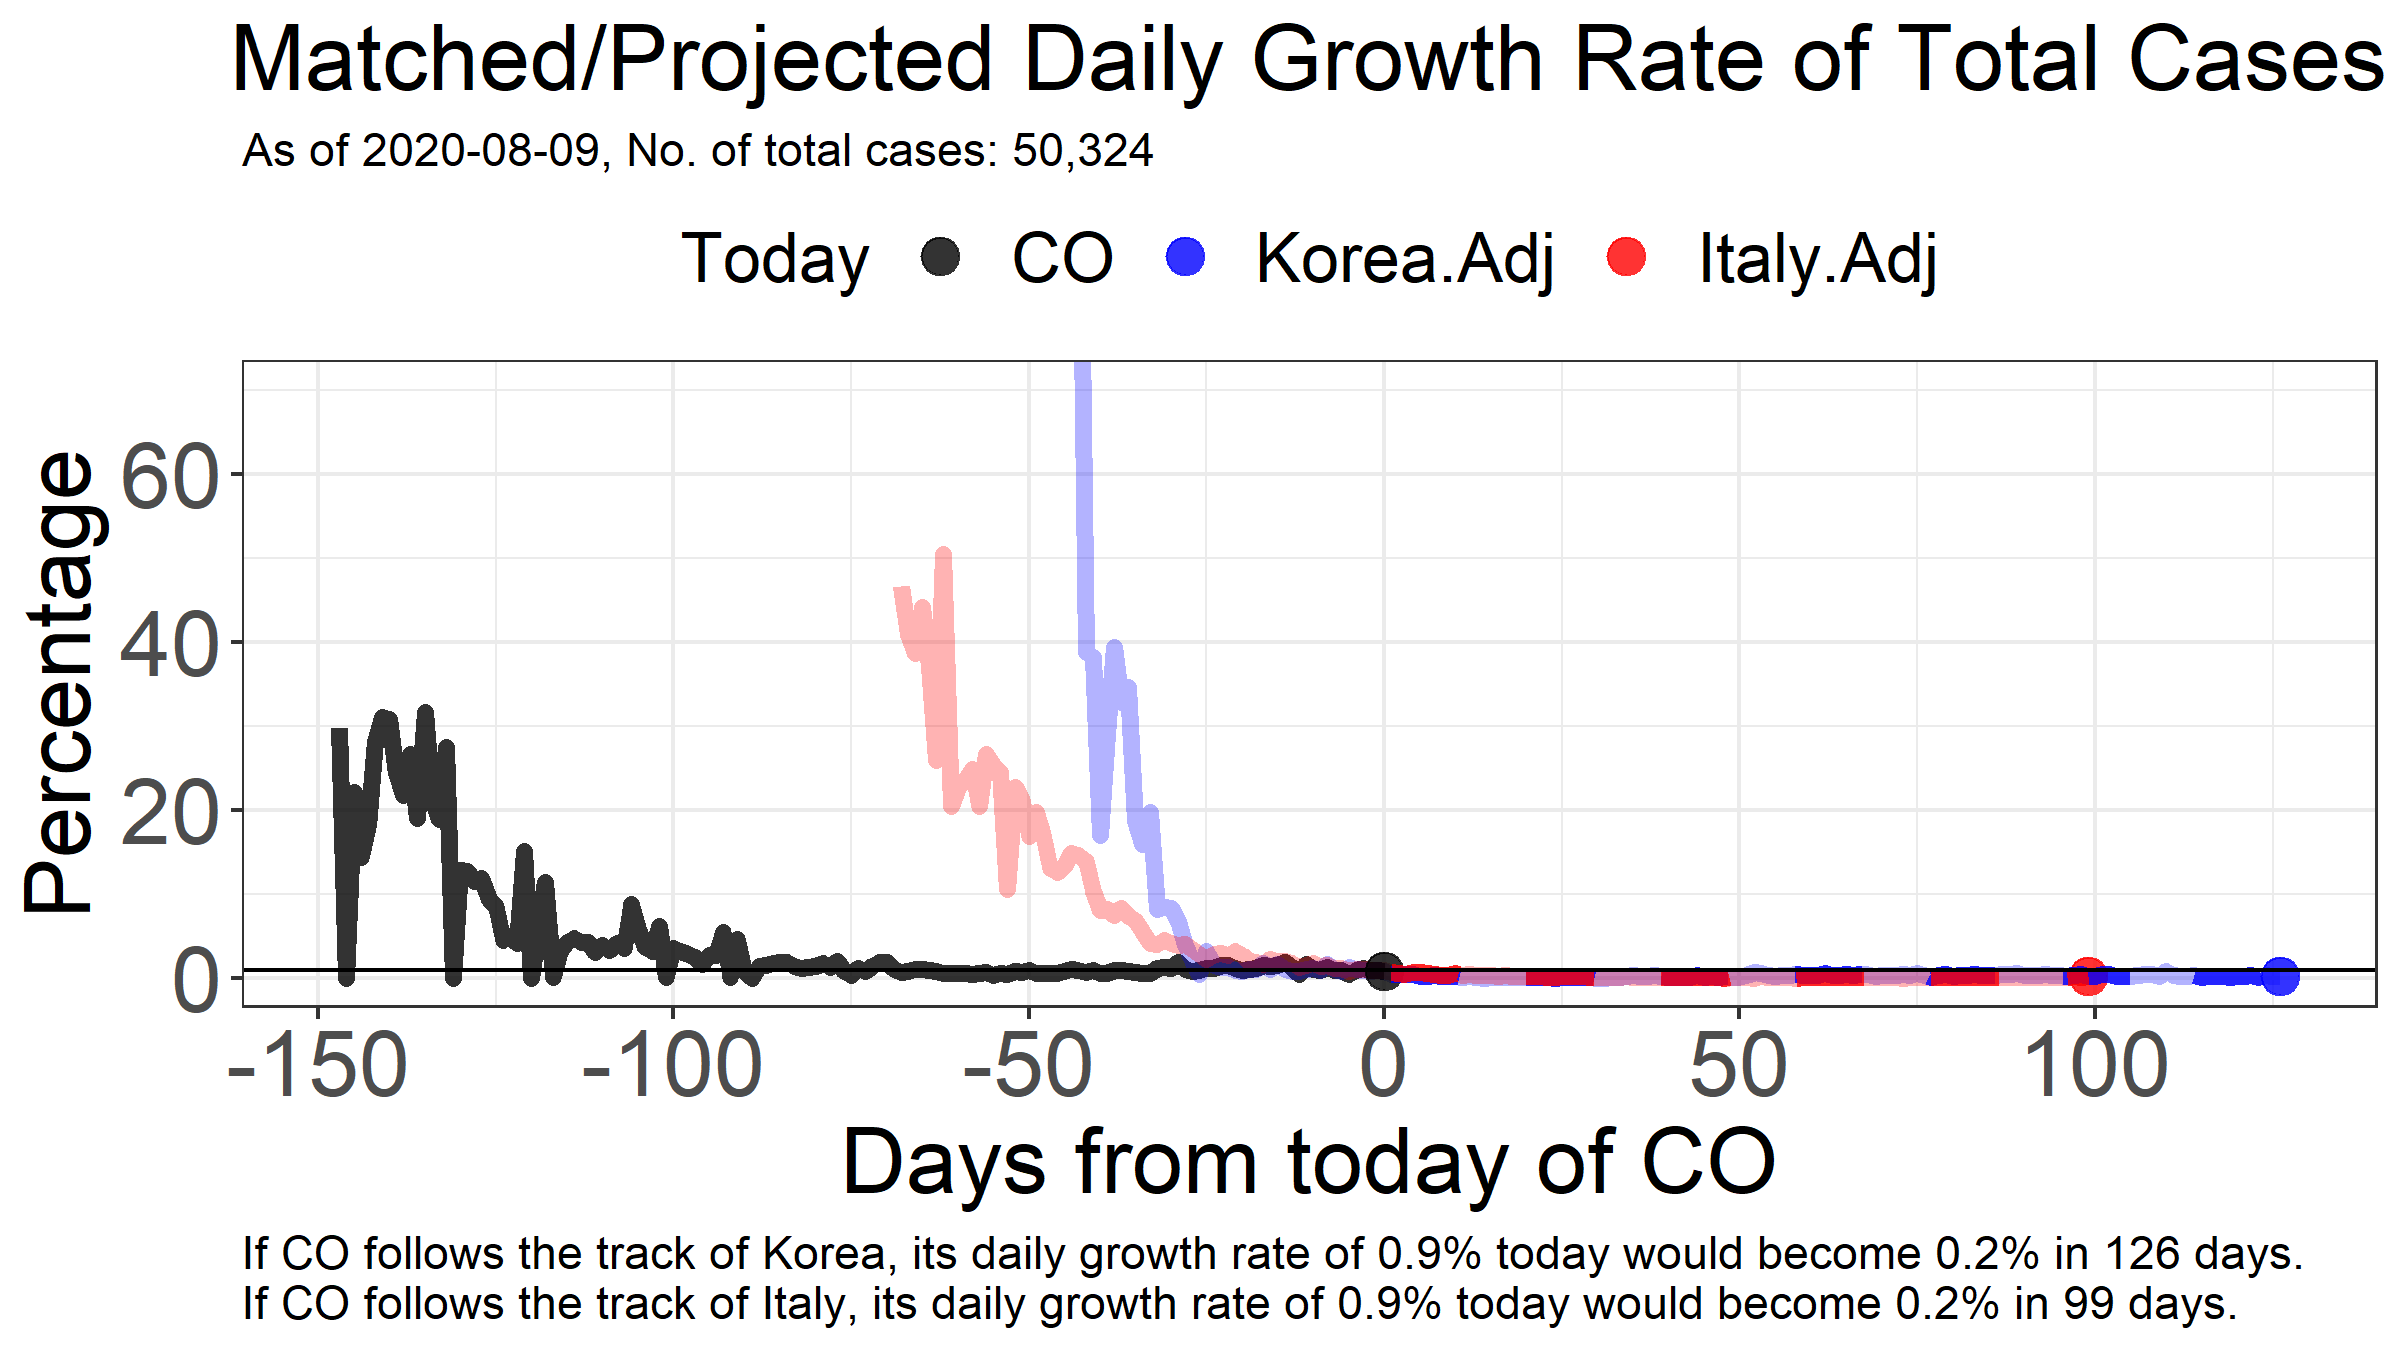 Matched/Projected Daily Growth Rate of Total Cases
As of 2020-08-09, No. of total cases: 50,324
Today CO Korea.Adj Italy.Adj
Percentage
60
40
20
0
-150 -100 -50 0 50 100
Days from today of CO
If CO follows the track of Korea, its daily growth rate of 0.9% today would become 0.2% in 126 days.
If CO follows the track of Italy, its daily growth rate of 0.9% today would become 0.2% in 99 days.